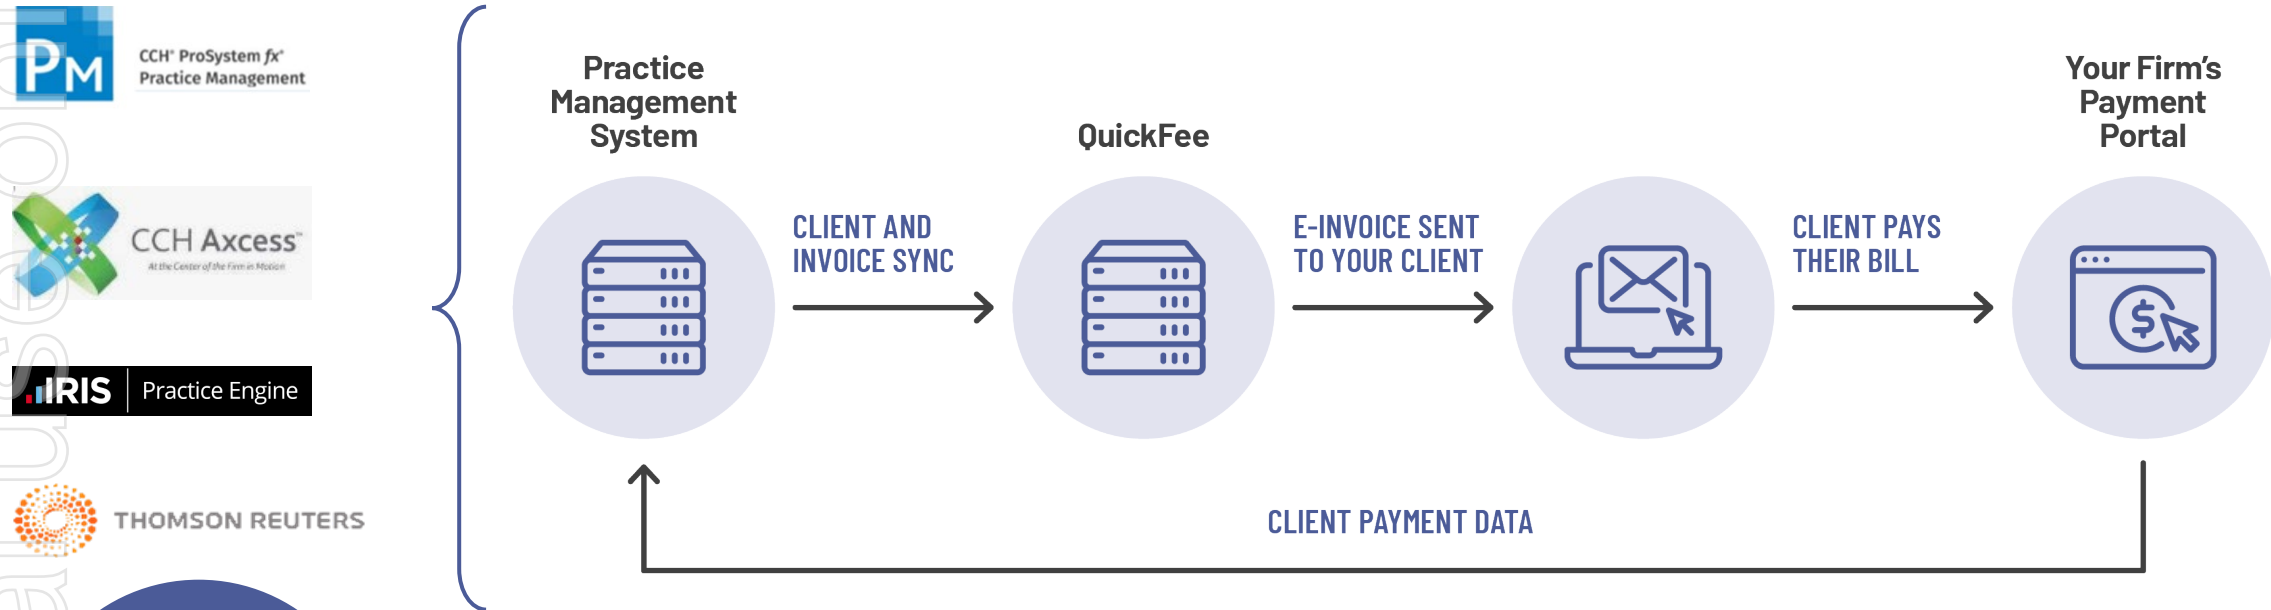 PM
CCH® ProSystem fx®
Practice Management
CCH Axcess™
At the Center of the Firm in Motion
IRIS | Practice Engine
THOMSON REUTERS
Practice
Management
System
CLIENT AND
INVOICE SYNC
QuickFee
E-INVOICE SENT
TO YOUR CLIENT
CLIENT PAYS
THEIR BILL
Your Firm's
Payment
Portal
$
CLIENT PAYMENT DATA